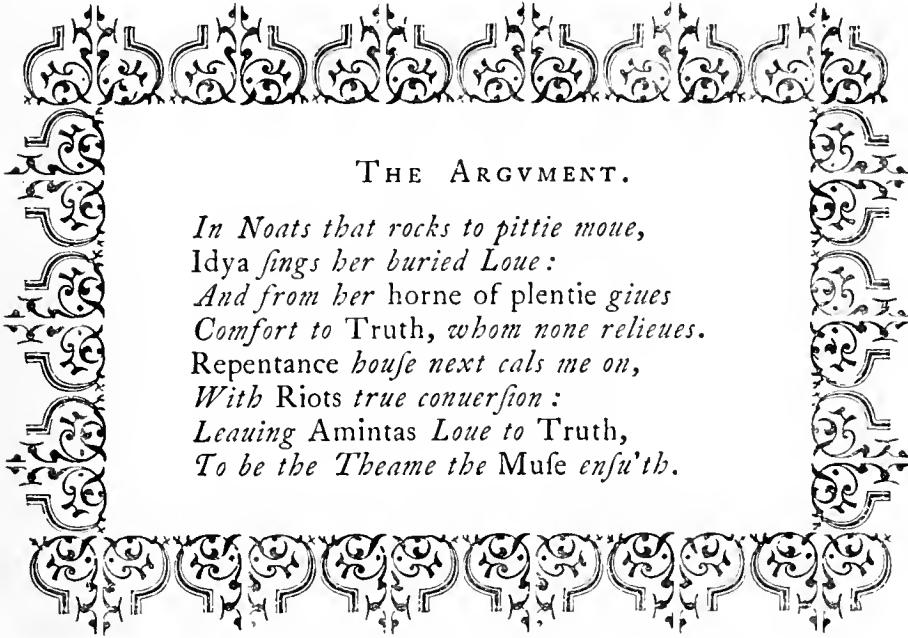 THE ARGVMENT.
In Noats that rocks to pittie moue,
Idya ſings her buried Loue :
And from her horne of plentie giues
Comfort to Truth, whom none relieues.
Repentance houſe next cals me on,
With Riots true conuerſion :
Leauing Amintas Loue to Truth,
To be the Theame the Muſe enſu'th.